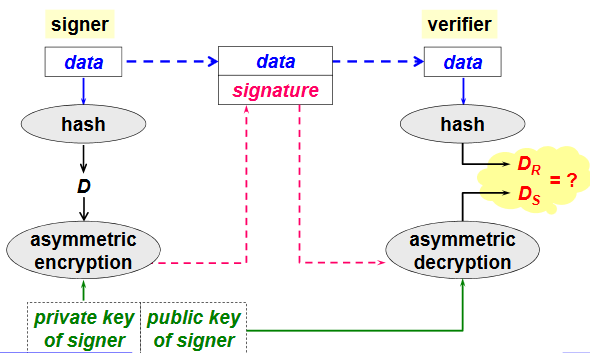 signer
verifier
data
data
data
signature
hash
hash
D
D_R
D_S
= ?
asymmetric
encryption
asymmetric
decryption
private key
of signer
public key
of signer